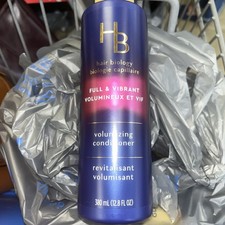 HB
hair biology
biologie capillaire
FULL & VIBRANT
VOLUMINEUX ET VIF
volumizing
conditioner
revitalisant
volumisant
380 mL (12.8 fl OZ)